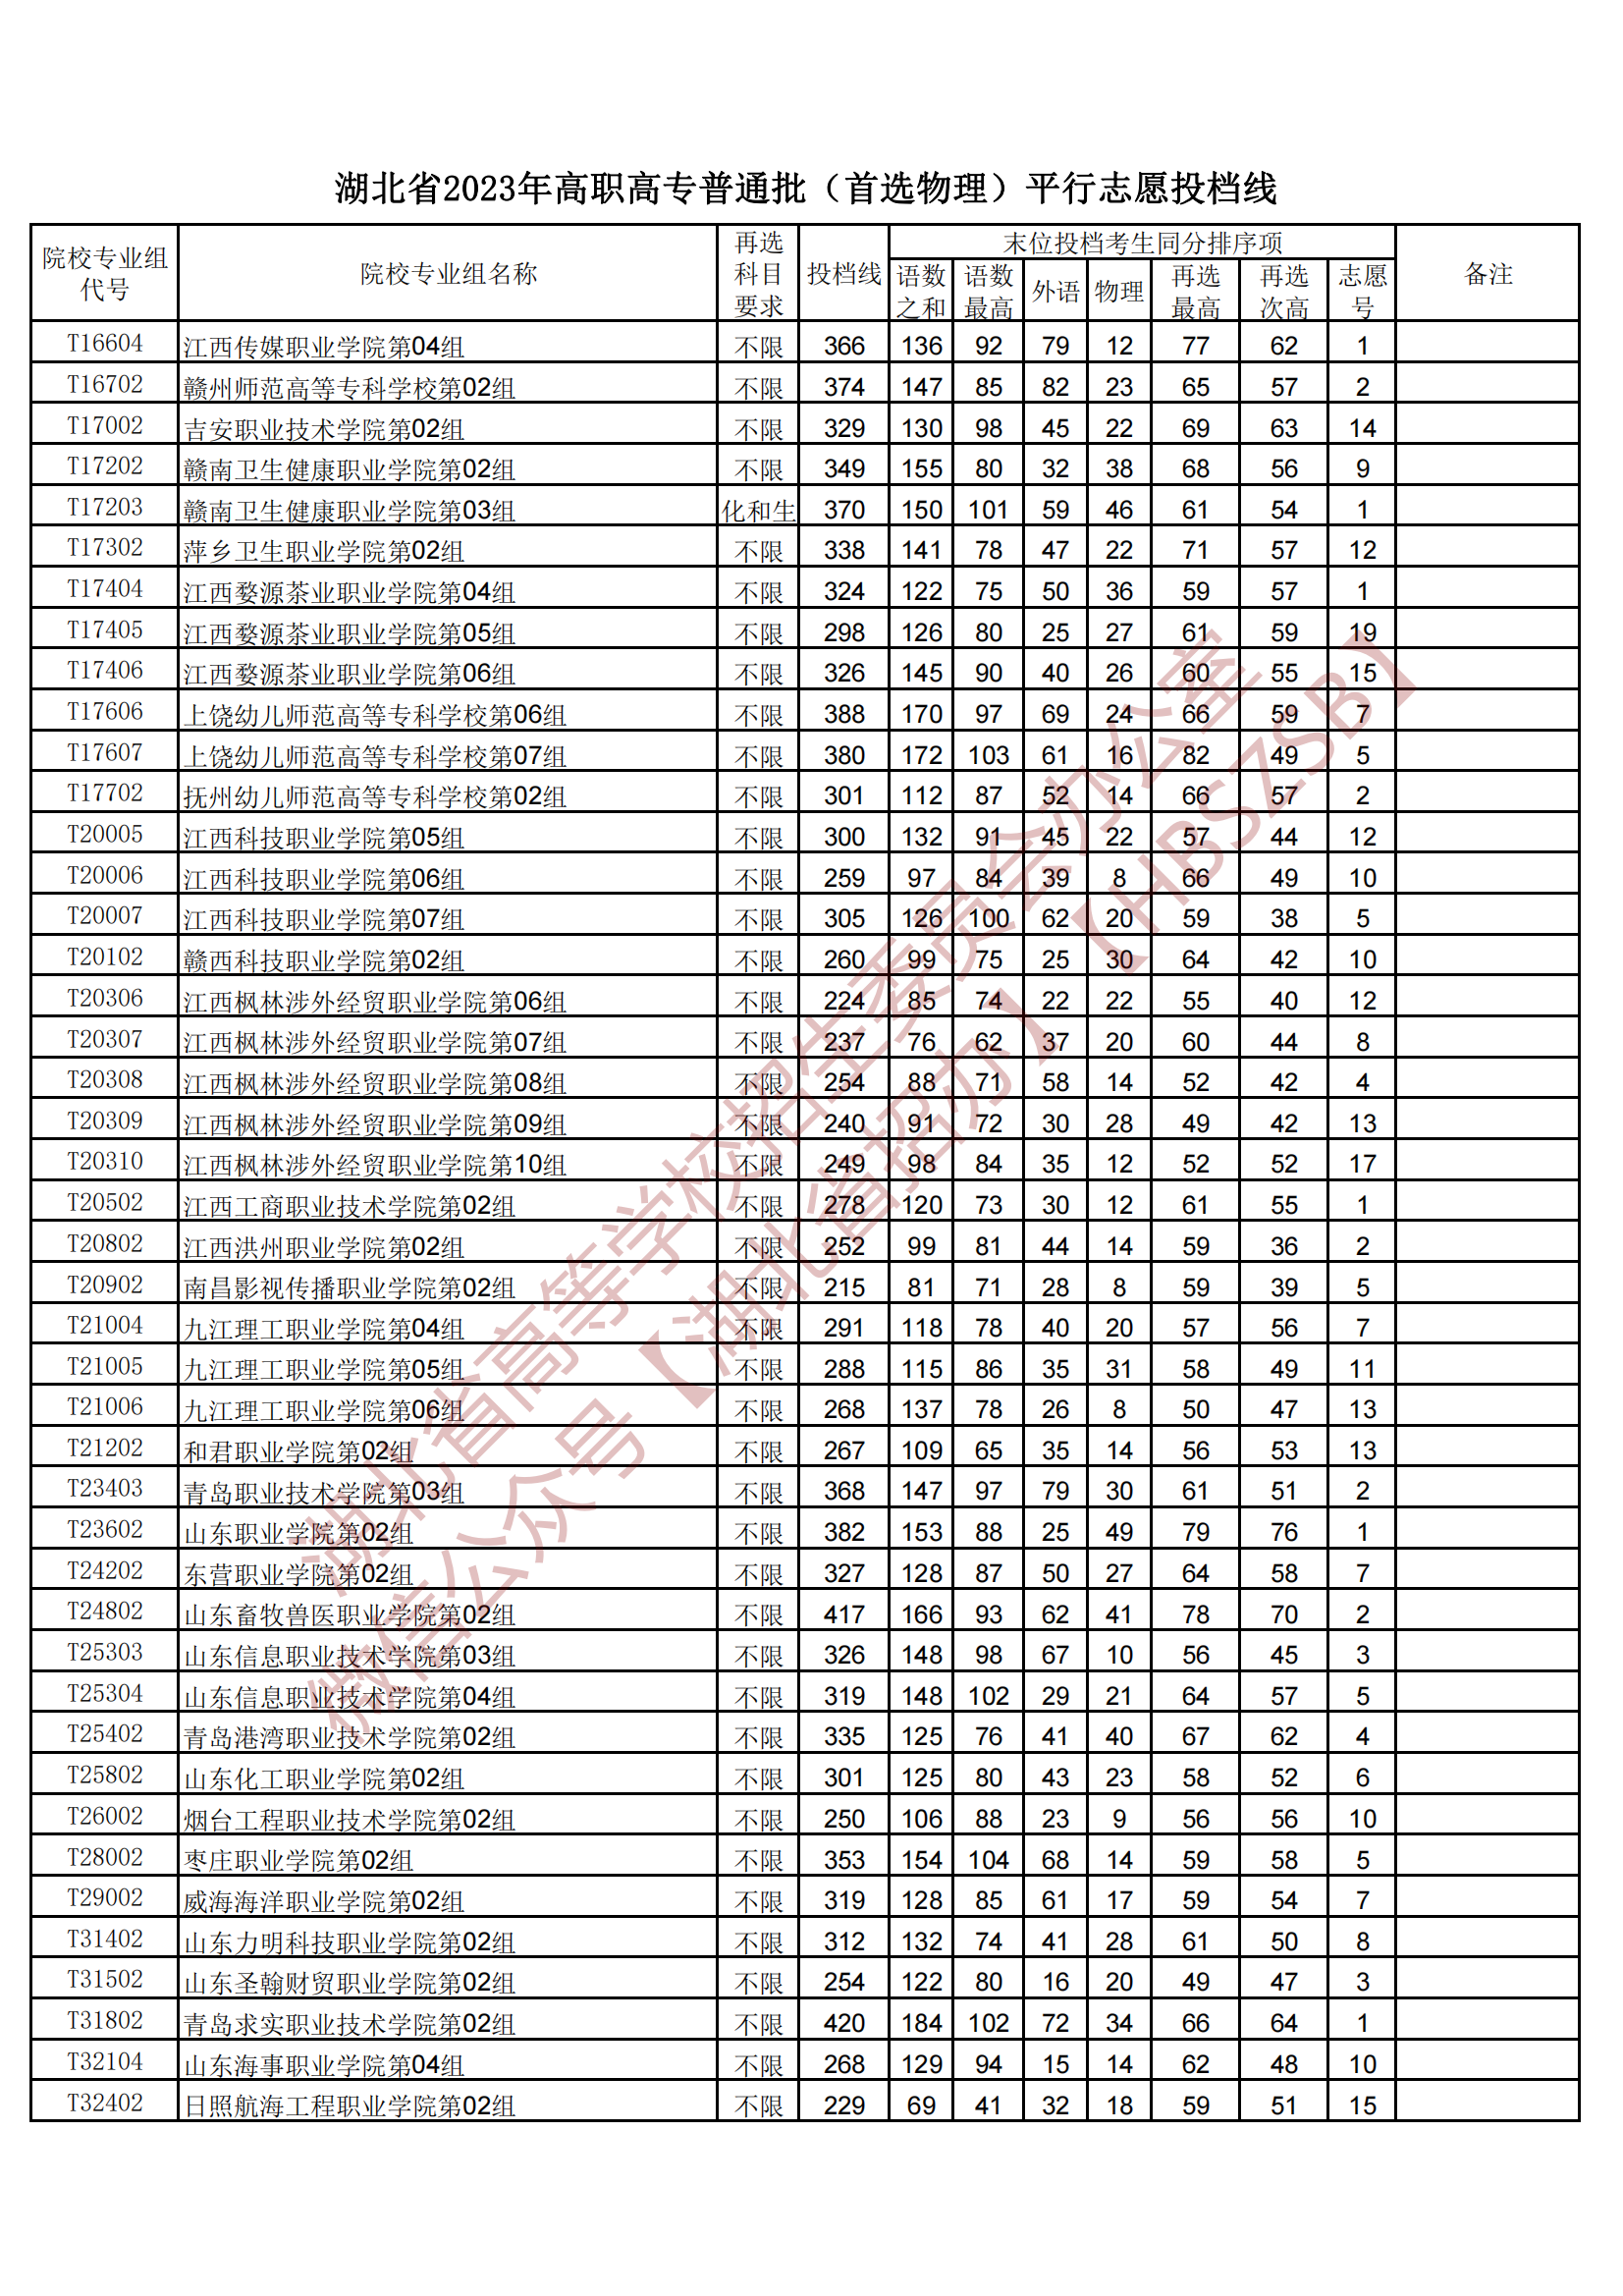 湖北省2023年高职高专普通批（首选物理）平行志愿投档线
院校专业组代号 院校专业组名称 再选科目要求 投档线 末位投档考生同分排序项 备注
语数之和 语数最高 外语 物理 再选最高 再选次高 志愿号
T16604 江西传媒职业学院第04组 不限 366 136 92 79 12 77 62 1
T16702 赣州师范高等专科学校第02组 不限 374 147 85 82 23 65 57 2
T17002 吉安职业技术学院第02组 不限 329 130 98 45 22 69 63 14
T17202 赣南卫生健康职业学院第02组 不限 349 155 80 32 38 68 56 9
T17203 赣南卫生健康职业学院第03组 化和生 370 150 101 59 46 61 54 1
T17302 萍乡卫生职业学院第02组 不限 338 141 78 47 22 71 57 12
T17404 江西婺源茶业职业学院第04组 不限 324 122 75 50 36 59 57 1
T17405 江西婺源茶业职业学院第05组 不限 298 126 80 25 27 61 59 19
T17406 江西婺源茶业职业学院第06组 不限 326 145 90 40 26 60 55 15
T17606 上饶幼儿师范高等专科学校第06组 不限 388 170 97 69 24 66 59 7
T17607 上饶幼儿师范高等专科学校第07组 不限 380 172 103 61 16 82 49 5
T17702 抚州幼儿师范高等专科学校第02组 不限 301 112 87 52 14 66 57 2
T20005 江西科技职业学院第05组 不限 300 132 91 45 22 57 44 12
T20006 江西科技职业学院第06组 不限 259 97 84 39 8 66 49 10
T20007 江西科技职业学院第07组 不限 305 126 100 62 20 59 38 5
T20102 赣西科技职业学院第02组 不限 260 99 75 25 30 64 42 10
T20306 江西枫林涉外经贸职业学院第06组 不限 224 85 74 22 22 55 40 12
T20307 江西枫林涉外经贸职业学院第07组 不限 237 76 62 37 20 60 44 8
T20308 江西枫林涉外经贸职业学院第08组 不限 254 88 71 58 14 52 42 4
T20309 江西枫林涉外经贸职业学院第09组 不限 240 91 72 30 28 49 42 13
T20310 江西枫林涉外经贸职业学院第10组 不限 249 98 84 35 12 52 52 17
T20502 江西工商职业技术学院第02组 不限 278 120 73 30 12 61 55 1
T20802 江西洪州职业学院第02组 不限 252 99 81 44 14 59 36 2
T20902 南昌影视传播职业学院第02组 不限 215 81 71 28 8 59 39 5
T21004 九江理工职业学院第04组 不限 291 118 78 40 20 57 56 7
T21005 九江理工职业学院第05组 不限 288 115 86 35 31 58 49 11
T21006 九江理工职业学院第06组 不限 268 137 78 26 8 50 47 13
T21202 和君职业学院第02组 不限 267 109 65 35 14 56 53 13
T23403 青岛职业技术学院第03组 不限 368 147 97 79 30 61 51 2
T23602 山东职业学院第02组 不限 382 153 88 25 49 79 76 1
T24202 东营职业学院第02组 不限 327 128 87 50 27 64 58 7
T24802 山东畜牧兽医职业学院第02组 不限 417 166 93 62 41 78 70 2
T25303 山东信息职业技术学院第03组 不限 326 148 98 67 10 56 45 3
T25304 山东信息职业技术学院第04组 不限 319 148 102 29 21 64 57 5
T25402 青岛港湾职业技术学院第02组 不限 335 125 76 41 40 67 62 4
T25802 山东化工职业学院第02组 不限 301 125 80 43 23 58 52 6
T26002 烟台工程职业技术学院第02组 不限 250 106 88 23 9 56 56 10
T28002 枣庄职业学院第02组 不限 353 154 104 68 14 59 58 5
T29002 威海海洋职业学院第02组 不限 319 128 85 61 17 59 54 7
T31402 山东力明科技职业学院第02组 不限 312 132 74 41 28 61 50 8
T31502 山东圣翰财贸职业学院第02组 不限 254 122 80 16 20 49 47 3
T31802 青岛求实职业技术学院第02组 不限 420 184 102 72 34 66 64 1
T32104 山东海事职业学院第04组 不限 268 129 94 15 14 62 48 10
T32402 日照航海工程职业学院第02组 不限 229 69 41 32 18 59 51 15
湖北省高等学校招生委员会办公室
微信公众号【湖北省招办】【HBSZSB】